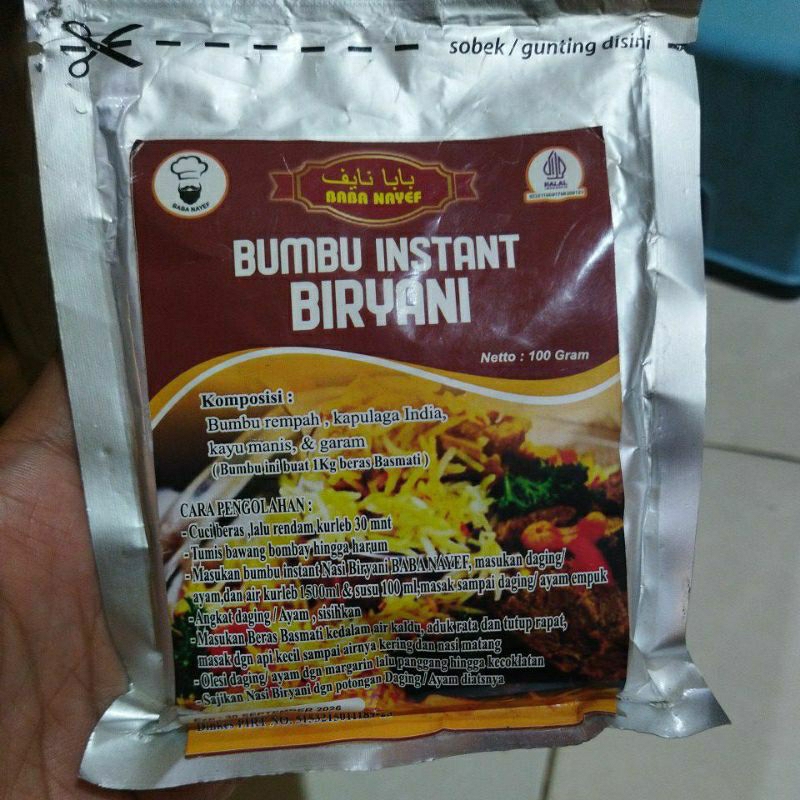 sobek / gunting disini
BABA NAYEF
بابا نايف
BABA NAYEF
HALAL
BUMBU INSTANT
BIRYANI
Netto : 100 Gram
Komposisi :
Bumbu rempah , kapulaga India,
kayu manis, & garam
(Bumbu ini buat 1Kg beras Basmati)
CARA PENGOLAHAN :
- Cuci beras ,lalu rendam kurleb 30 mnt
- Tumis bawang bombay hingga harum
- Masukan bumbu instant Nasi Biryani BABA NAYEF, masukan daging/
ayam,dan air kurleb 1500ml & susu 100 ml,masak sampai daging/ ayam empuk
- Angkat daging / Ayam , sisihkan
- Masukan Beras Basmati kedalam air kaldu, aduk rata dan tutup rapat,
masak dgn api kecil sampai airnya kering dan nasi matang
- Olesi daging/ ayam dgn margarin lalu panggang hingga kecoklatan
- Sajikan Nasi Biryani dgn potongan Daging/ Ayam diatsnya
2026
Dinkes PIRT NO.